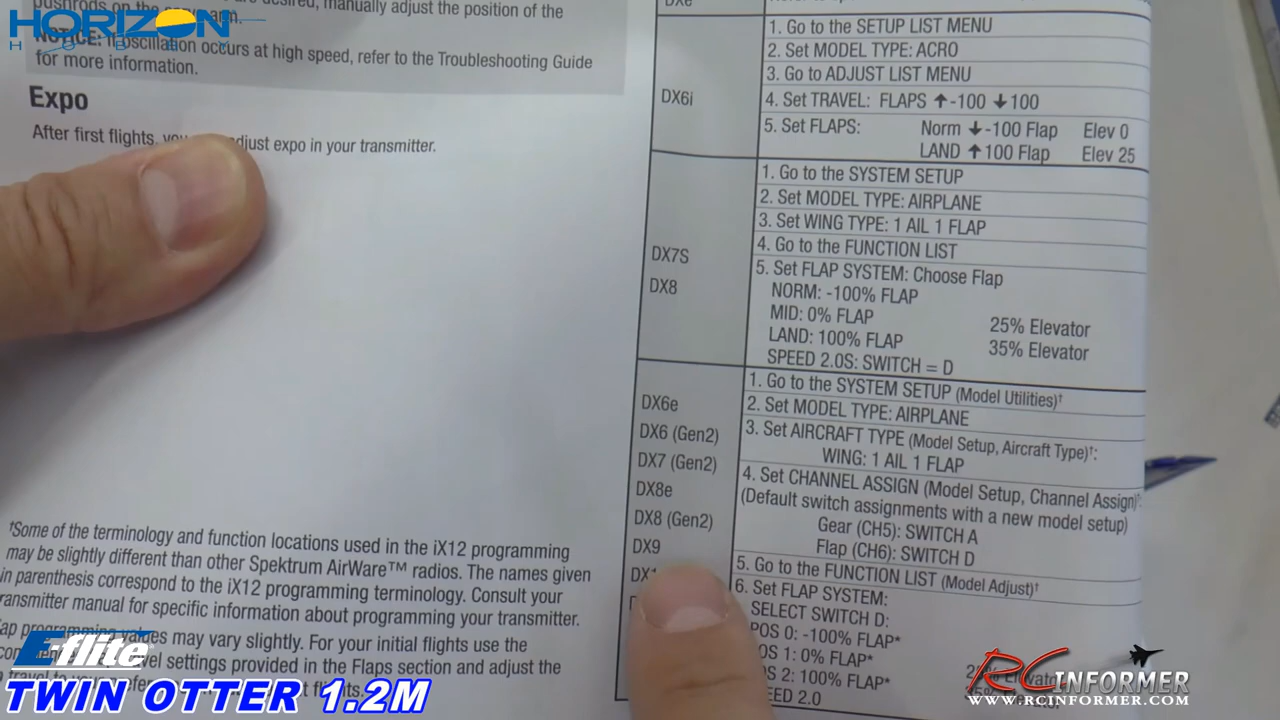 HORIZON
H O B B Y
manually adjust the position of the
NOTICE: If oscillation occurs at high speed, refer to the Troubleshooting Guide
for more information.
Expo
After first flights, adjust expo in your transmitter.
†Some of the terminology and function locations used in the iX12 programming
may be slightly different than other Spektrum AirWare™ radios. The names given
in parenthesis correspond to the iX12 programming terminology. Consult your
transmitter manual for specific information about programming your transmitter.
values may vary slightly. For your initial flights use the
settings provided in the Flaps section and adjust the
flights.
DX6i
1. Go to the SETUP LIST MENU
2. Set MODEL TYPE: ACRO
3. Go to ADJUST LIST MENU
4. Set TRAVEL: FLAPS ↑-100 ↓100
5. Set FLAPS: Norm ↓-100 Flap Elev 0
LAND ↑100 Flap Elev 25
DX7S
DX8
1. Go to the SYSTEM SETUP
2. Set MODEL TYPE: AIRPLANE
3. Set WING TYPE: 1 AIL 1 FLAP
4. Go to the FUNCTION LIST
5. Set FLAP SYSTEM: Choose Flap
NORM: -100% FLAP
MID: 0% FLAP 25% Elevator
LAND: 100% FLAP 35% Elevator
SPEED 2.0S: SWITCH = D
DX6e
DX6 (Gen2)
DX7 (Gen2)
DX8e
DX8 (Gen2)
DX9
1. Go to the SYSTEM SETUP (Model Utilities)†
2. Set MODEL TYPE: AIRPLANE
3. Set AIRCRAFT TYPE (Model Setup, Aircraft Type)†:
WING: 1 AIL 1 FLAP
4. Set CHANNEL ASSIGN (Model Setup, Channel Assign)†
(Default switch assignments with a new model setup)
Gear (CH5): SWITCH A
Flap (CH6): SWITCH D
5. Go to the FUNCTION LIST (Model Adjust)†
6. Set FLAP SYSTEM:
SELECT SWITCH D:
POS 0: -100% FLAP*
1: 0% FLAP*
2: 100% FLAP*
2.0
E-flite
TWIN OTTER 1.2M
RC INFORMER
WWW.RCINFORMER.COM